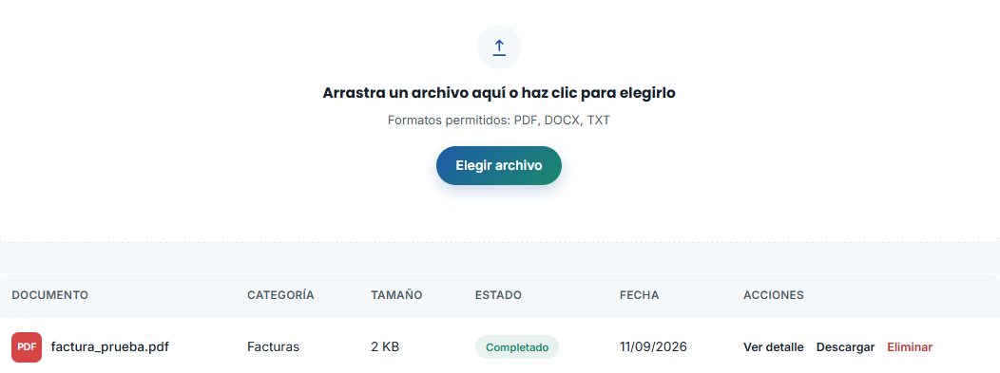 Arrastra un archivo aquí o haz clic para elegirlo
Formatos permitidos: PDF, DOCX, TXT
Elegir archivo
DOCUMENTO CATEGORÍA TAMAÑO ESTADO FECHA ACCIONES
PDF factura_prueba.pdf Facturas 2 KB Completado 11/09/2026 Ver detalle Descargar Eliminar